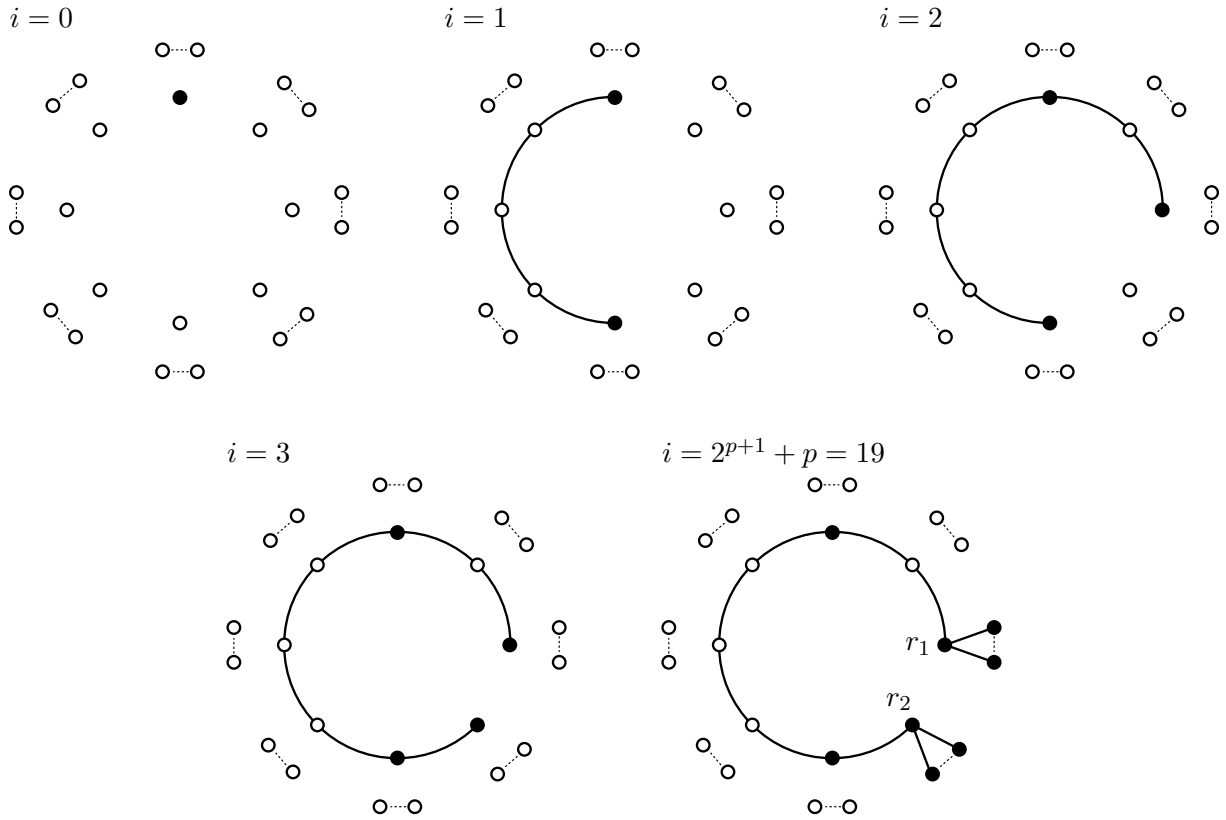 i = 0
i = 1
i = 2
i = 3
i = 2^{p+1} + p = 19
r_1
r_2